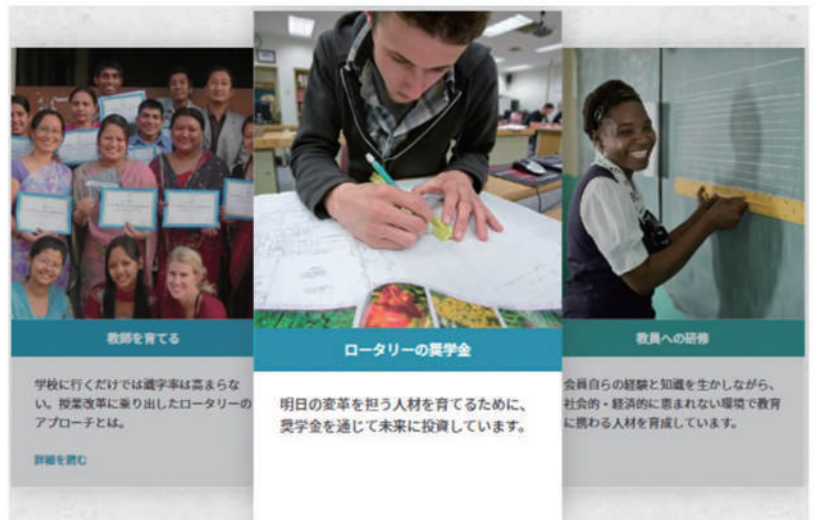 教師を育てる
学校に行くだけでは識字率は高まらな
い。授業改革に乗り出したロータリーの
アプローチとは。
詳細を読む
ロータリーの奨学金
明日の変革を担う人材を育てるために、
奨学金を通じて未来に投資しています。
教員への研修
会員自らの経験と知識を生かしながら、
社会的・経済的に恵まれない環境で教育
に携わる人材を育成しています。